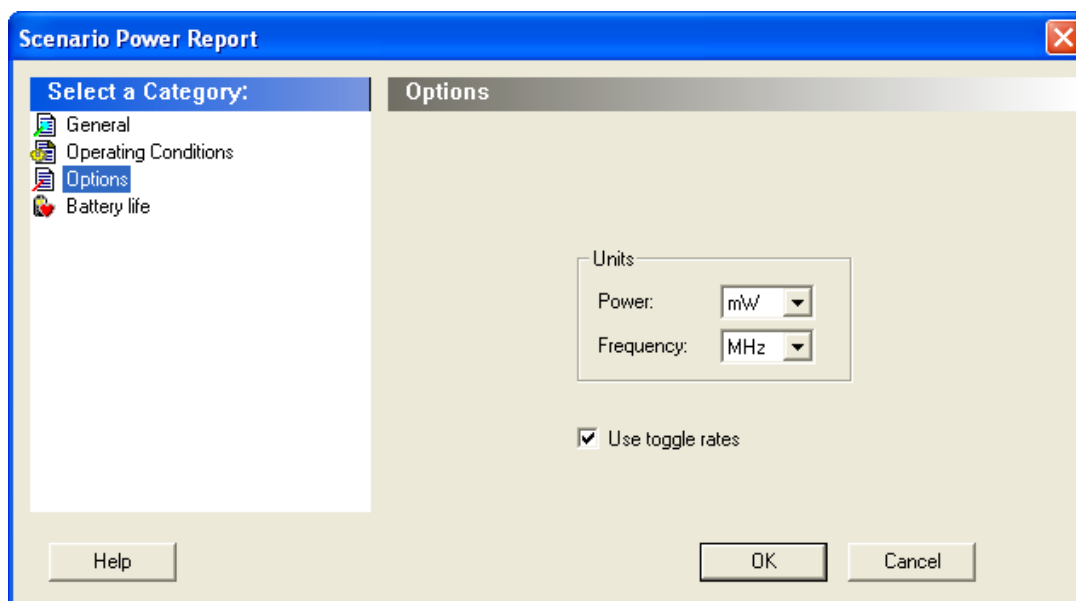 Scenario Power Report
Select a Category:
General
Operating Conditions
Options
Battery life
Options
Units
Power: mW
Frequency: MHz
Use toggle rates
Help OK Cancel